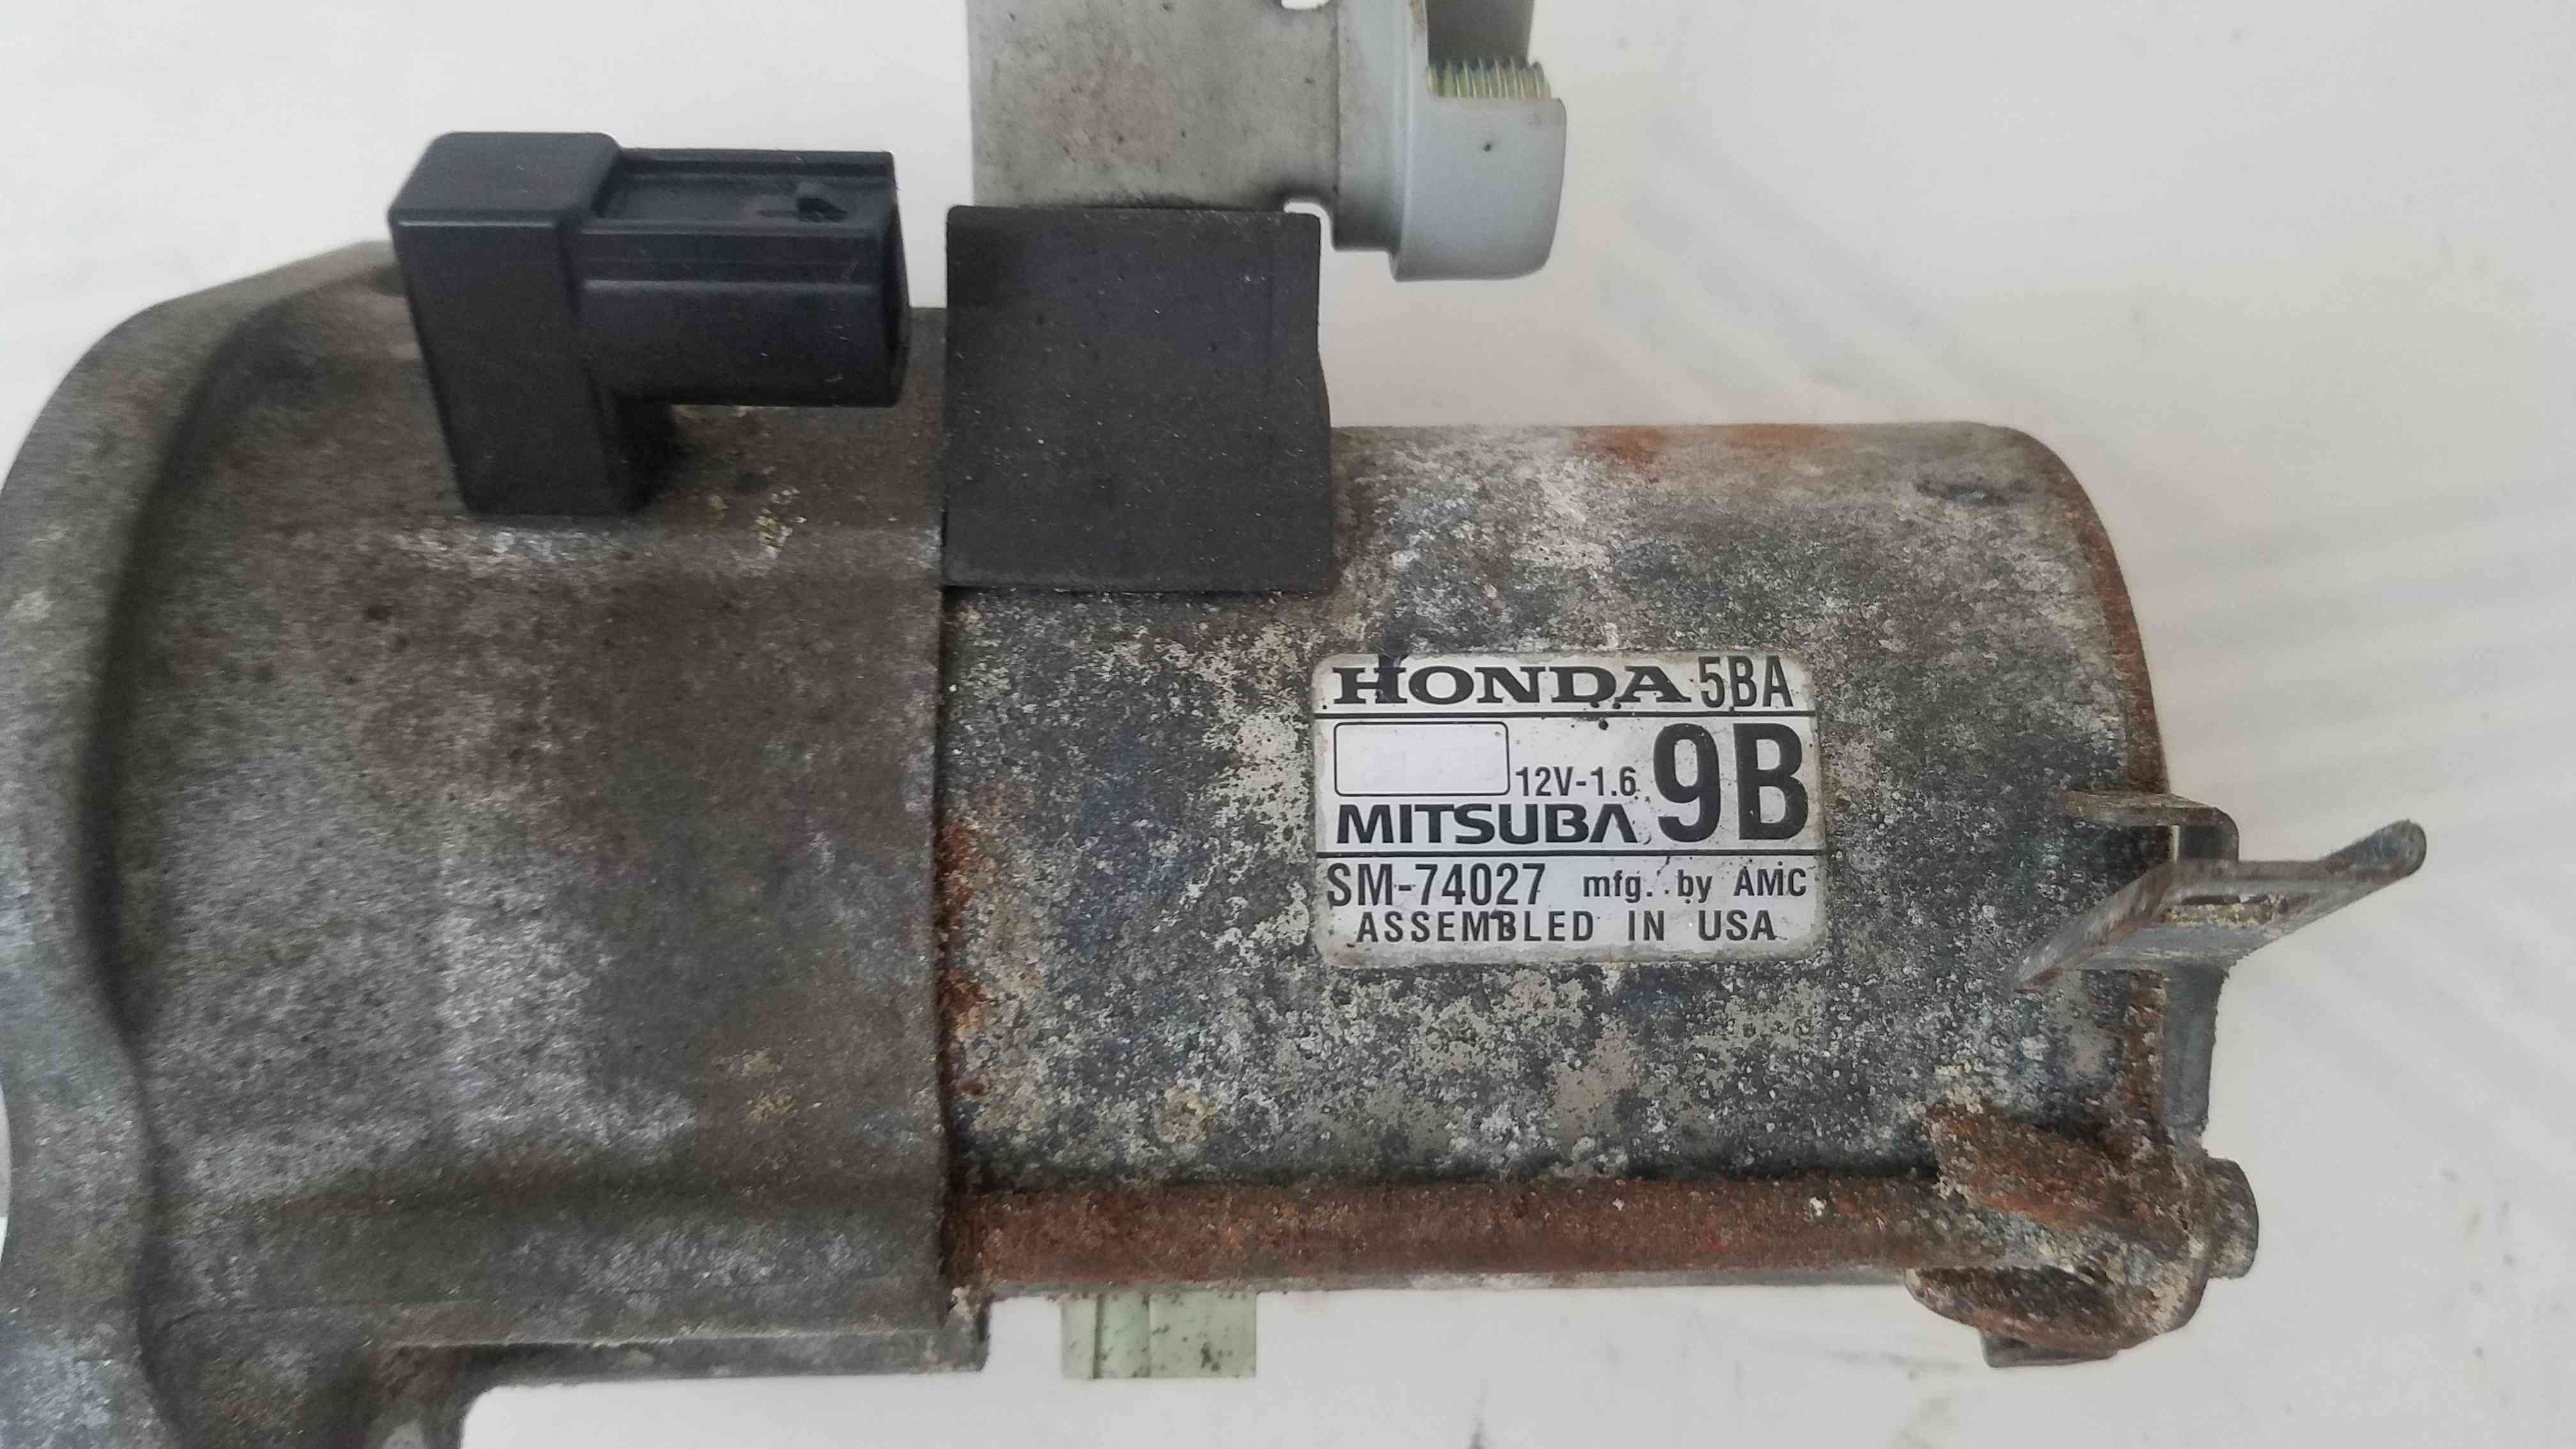 HONDA 5BA
12V-1.6 9B
MITSUBA
SM-74027 mfg. by AMC
ASSEMBLED IN USA